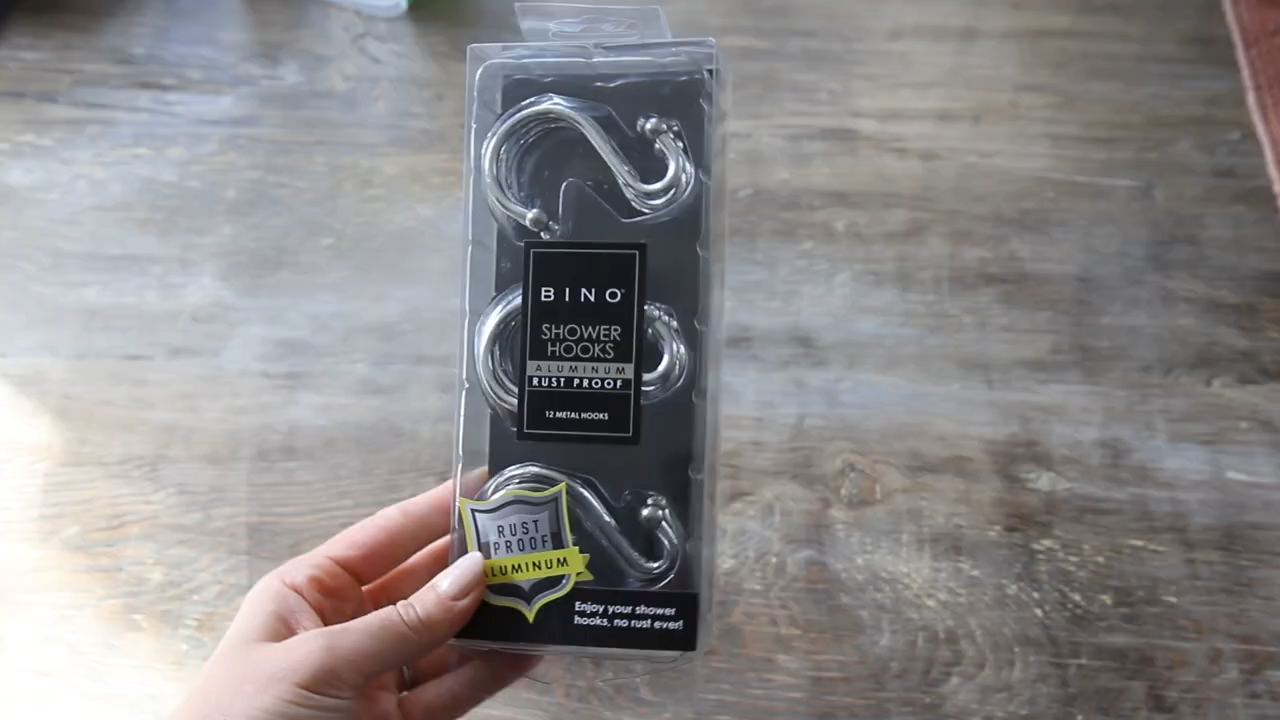 BINO
SHOWER
HOOKS
ALUMINUM
RUST PROOF
12 METAL HOOKS
RUST
PROOF
ALUMINUM
Enjoy your shower
hooks, no rust ever!